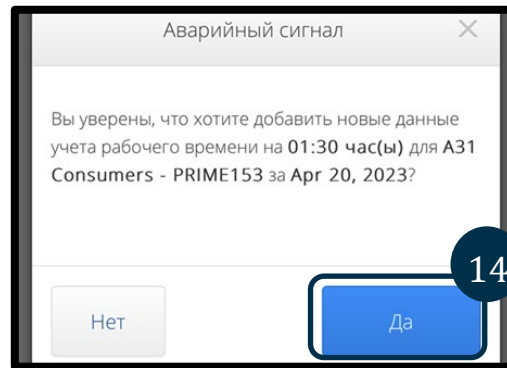 Аварийный сигнал
Вы уверены, что хотите добавить новые данные
учета рабочего времени на 01:30 час(ы) для A31
Consumers - PRIME153 за Apr 20, 2023?
14
Нет
Да